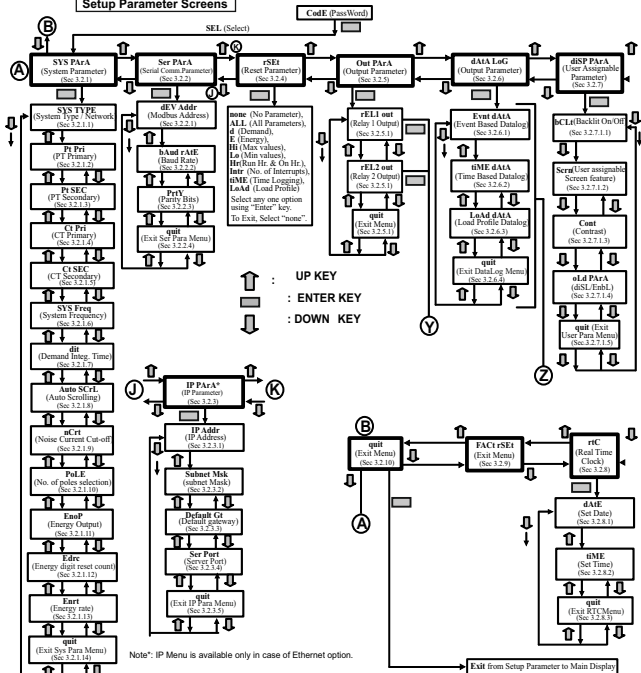 Setup Parameter Screens
CodE (PassWord)
SEL (Select)
B
A
K
J
SYS PArA
(System Parameter)
(Sec 3.2.1)
SYS TYPE
(System Type / Network
(Sec 3.2.1.1)
Pt Pri
(PT Primary)
(Sec 3.2.1.2)
Pt SEC
(PT Secondary)
(Sec 3.2.1.3)
Ct Pri
(CT Primary)
(Sec 3.2.1.4)
Ct SEC
(CT Secondary)
(Sec 3.2.1.5)
SYS Freq
(System Frequency)
(Sec 3.2.1.6)
dit
(Demand Integ. Time)
(Sec 3.2.1.7)
Auto SCrL
(Auto Scrolling)
(Sec 3.2.1.8)
nCrt
(Noise Current Cut-off)
(Sec 3.2.1.9)
PoLE
(No. of poles selection)
(Sec 3.2.1.10)
EnoP
(Energy Output)
(Sec 3.2.1.11)
Edrc
(Energy digit reset count)
(Sec 3.2.1.12)
Enrt
(Energy rate)
(Sec 3.2.1.13)
quit
(Exit Sys Para Menu)
(Sec 3.2.1.14)
Ser PArA
(Serial Comm.Parameter)
(Sec 3.2.2)
dEV Addr
(Modbus Address)
(Sec 3.2.2.1)
bAud rAtE
(Baud Rate)
(Sec 3.2.2.2)
PrtY
(Parity Bits)
(Sec 3.2.2.3)
quit
(Exit Ser Para Menu)
(Sec 3.2.2.4)
rSEt
(Reset Parameter)
(Sec 3.2.4)
none (No Parameter),
ALL (All Parameters),
d (Demand),
E (Energy),
Hi (Max values),
Lo (Min values),
Hr(Run Hr. & On Hr.),
Intr (No. of Interrupts),
tiME (Time Logging),
LoAd (Load Profile)
Select any one option
using "Enter" key.
To Exit, Select "none".
Out PArA
(Output Parameter)
(Sec 3.2.5)
rEL1 out
(Relay 1 Output)
(Sec 3.2.5.1)
rEL2 out
(Relay 2 Output)
(Sec 3.2.5.1)
quit
(Exit Menu)
(Sec 3.2.5.1)
Y
dAtA LoG
(Output Parameter)
(Sec 3.2.6)
Evnt dAtA
(Event Based Datalog)
(Sec 3.2.6.1)
tiME dAtA
(Time Based Datalog)
(Sec 3.2.6.2)
LoAd dAtA
(Load Profile Datalog)
(Sec 3.2.6.3)
quit
(Exit DataLog Menu)
(Sec 3.2.6.4)
Z
diSP PArA
(User Assignable
Parameter)
(Sec 3.2.7)
bCLt(Backlit On/Off)
(Sec 3.2.7.1.1)
Scrn(User assignable
Screen feature)
(Sec 3.2.7.1.2)
Cont
(Contrast)
(Sec 3.2.7.1.3)
oLd PArA
(diSL/EnbL)
(Sec 3.2.7.1.4)
quit (Exit
User Para Menu)
(Sec 3.2.7.1.5)
: UP KEY
: ENTER KEY
: DOWN KEY
J
K
IP PArA*
(IP Parameter)
(Sec 3.2.3)
IP Addr
(IP Address)
(Sec 3.2.3.1)
Subnet Msk
(subnet Mask)
(Sec 3.2.3.2)
Default Gt
(Default gateway)
(Sec 3.2.3.3)
Ser Port
(Server Port)
(Sec 3.2.3.4)
quit
(Exit IP Para Menu)
(Sec 3.2.3.5)
Note*: IP Menu is available only in case of Ethernet option.
B
quit
(Exit Menu)
(Sec 3.2.10)
A
FACt rSEt
(Exit Menu)
(Sec 3.2.9)
rtC
(Real Time
Clock)
(Sec 3.2.8)
dAtE
(Set Date)
(Sec 3.2.8.1)
tiME
(Set Time)
(Sec 3.2.8.2)
quit
(Exit RTCMenu)
(Sec 3.2.8.3)
Exit from Setup Parameter to Main Display